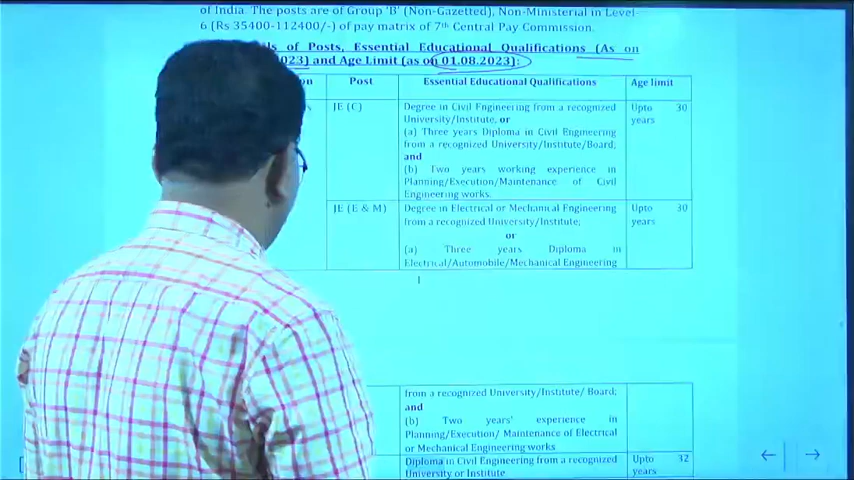 of India. The posts are of Group 'B' (Non-Gazetted), Non-Ministerial in Level-
6 (Rs 35400-112400/-) of pay matrix of 7th Central Pay Commission.
of Posts, Essential Educational Qualifications (As on
023) and Age Limit (as on 01.08.2023):
Post Essential Educational Qualifications Age limit
JE (C) Degree in Civil Engineering from a recognized Upto 30
University/Institute, or years
(a) Three years Diploma in Civil Engineering
from a recognized University/Institute/Board;
and
(b) Two years working experience in
Planning/Execution/Maintenance of Civil
Engineering works.
JE (E & M) Degree in Electrical or Mechanical Engineering Upto 30
from a recognized University/Institute; years
or
(a) Three years Diploma in
Electrical/Automobile/Mechanical Engineering
from a recognized University/Institute/ Board;
and
(b) Two years' experience in
Planning/Execution/ Maintenance of Electrical
or Mechanical Engineering works
Diploma in Civil Engineering from a recognized Upto 32
University or Institute years